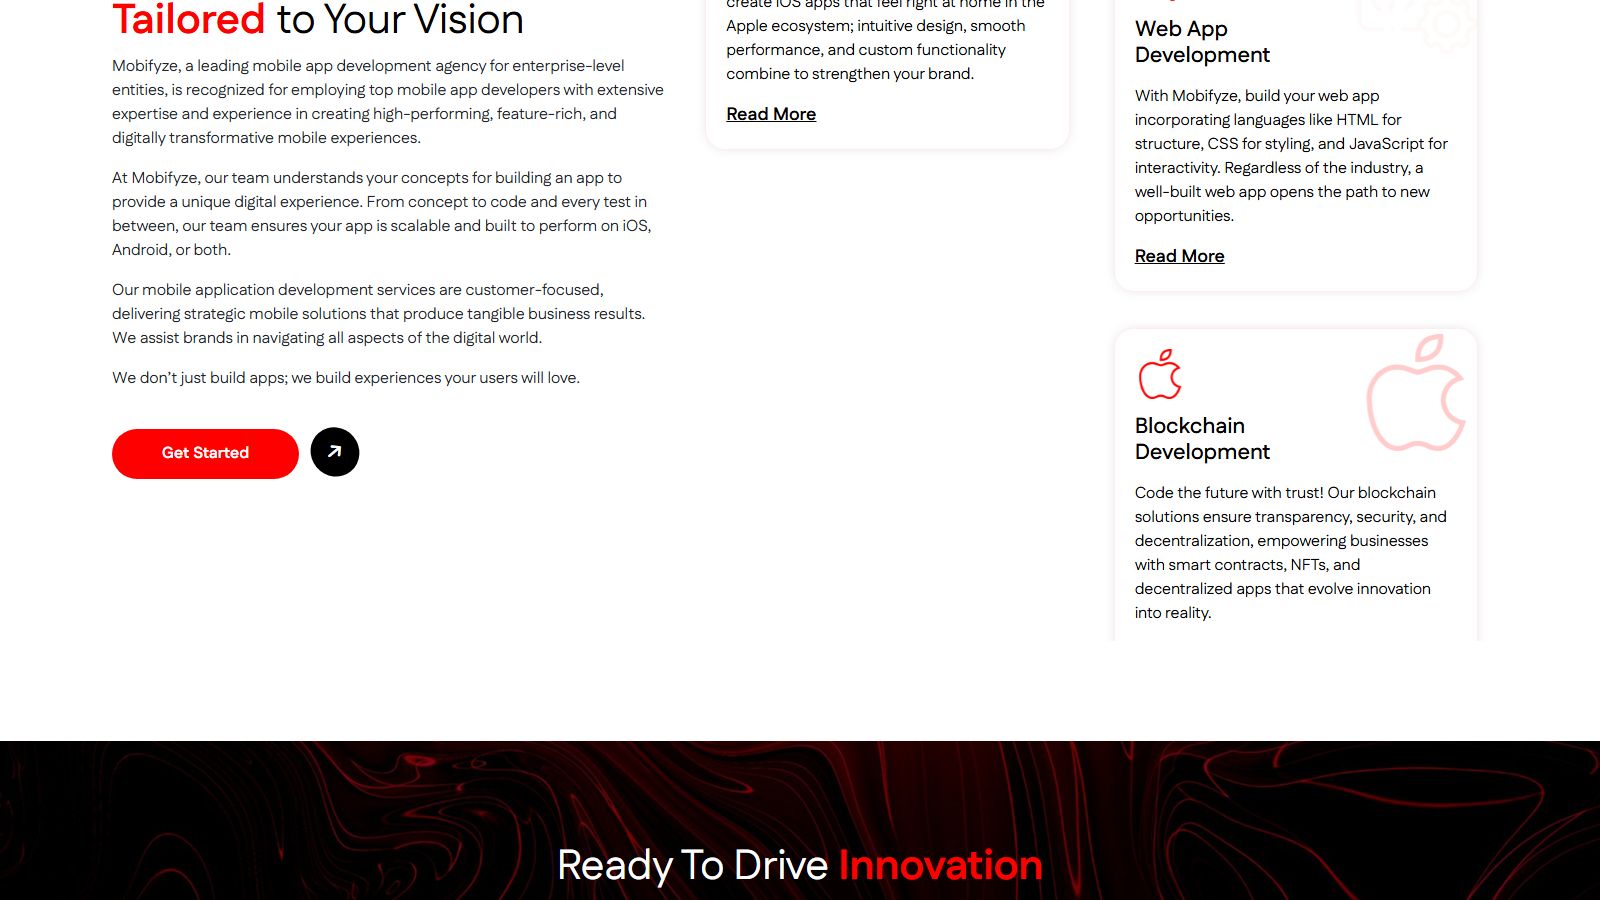 Tailored to Your Vision
Mobifyze, a leading mobile app development agency for enterprise-level
entities, is recognized for employing top mobile app developers with extensive
expertise and experience in creating high-performing, feature-rich, and
digitally transformative mobile experiences.
At Mobifyze, our team understands your concepts for building an app to
provide a unique digital experience. From concept to code and every test in
between, our team ensures your app is scalable and built to perform on iOS,
Android, or both.
Our mobile application development services are customer-focused,
delivering strategic mobile solutions that produce tangible business results.
We assist brands in navigating all aspects of the digital world.
We don't just build apps; we build experiences your users will love.
Get Started
create iOS apps that feel right at home in the
Apple ecosystem; intuitive design, smooth
performance, and custom functionality
combine to strengthen your brand.
Read More
Web App
Development
With Mobifyze, build your web app
incorporating languages like HTML for
structure, CSS for styling, and JavaScript for
interactivity. Regardless of the industry, a
well-built web app opens the path to new
opportunities.
Read More
Blockchain
Development
Code the future with trust! Our blockchain
solutions ensure transparency, security, and
decentralization, empowering businesses
with smart contracts, NFTs, and
decentralized apps that evolve innovation
into reality.
Ready To Drive Innovation